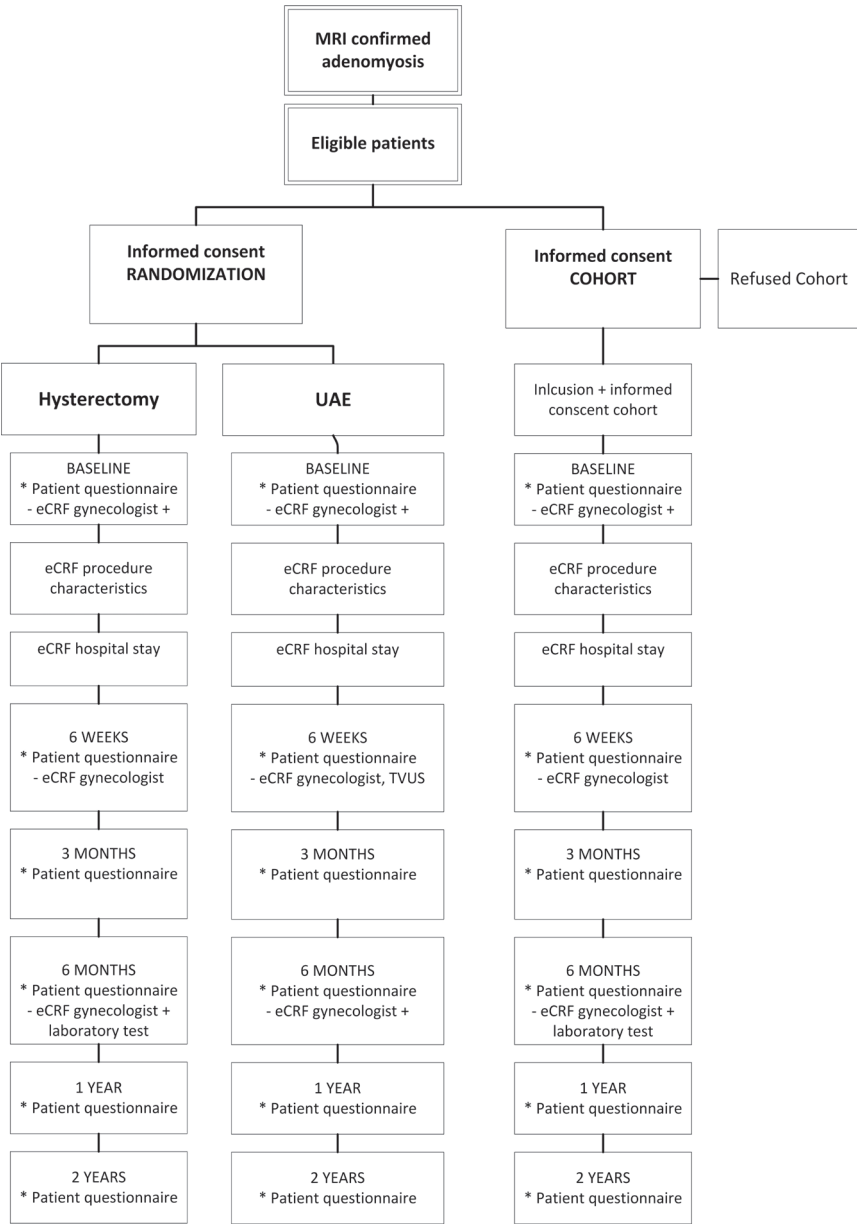 MRI confirmed
adenomyosis
Eligible patients
Informed consent
RANDOMIZATION
Informed consent
COHORT
Refused Cohort
Hysterectomy
UAE
Inlcusion + informed
conscent cohort
BASELINE
* Patient questionnaire
- eCRF gynecologist +
BASELINE
* Patient questionnaire
- eCRF gynecologist +
BASELINE
* Patient questionnaire
- eCRF gynecologist +
eCRF procedure
characteristics
eCRF procedure
characteristics
eCRF procedure
characteristics
eCRF hospital stay
eCRF hospital stay
eCRF hospital stay
6 WEEKS
* Patient questionnaire
- eCRF gynecologist
6 WEEKS
* Patient questionnaire
- eCRF gynecologist, TVUS
6 WEEKS
* Patient questionnaire
- eCRF gynecologist
3 MONTHS
* Patient questionnaire
3 MONTHS
* Patient questionnaire
3 MONTHS
* Patient questionnaire
6 MONTHS
* Patient questionnaire
- eCRF gynecologist +
laboratory test
6 MONTHS
* Patient questionnaire
- eCRF gynecologist +
6 MONTHS
* Patient questionnaire
- eCRF gynecologist +
laboratory test
1 YEAR
* Patient questionnaire
1 YEAR
* Patient questionnaire
1 YEAR
* Patient questionnaire
2 YEARS
* Patient questionnaire
2 YEARS
* Patient questionnaire
2 YEARS
* Patient questionnaire